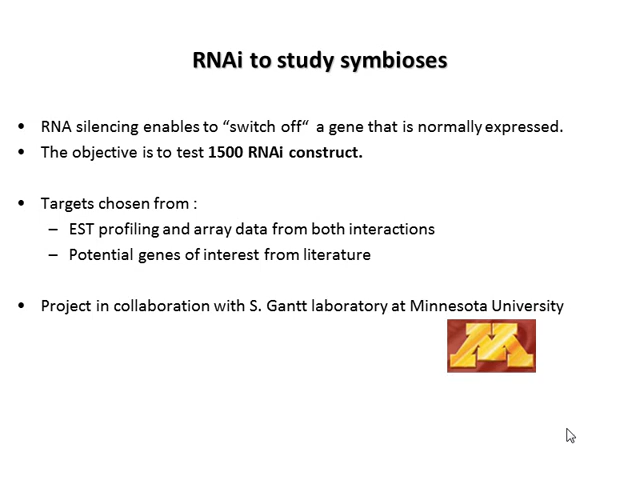 RNAi to study symbioses
• RNA silencing enables to “switch off“ a gene that is normally expressed.
• The objective is to test 1500 RNAi construct.
• Targets chosen from :
– EST profiling and array data from both interactions
– Potential genes of interest from literature
• Project in collaboration with S. Gantt laboratory at Minnesota University
M